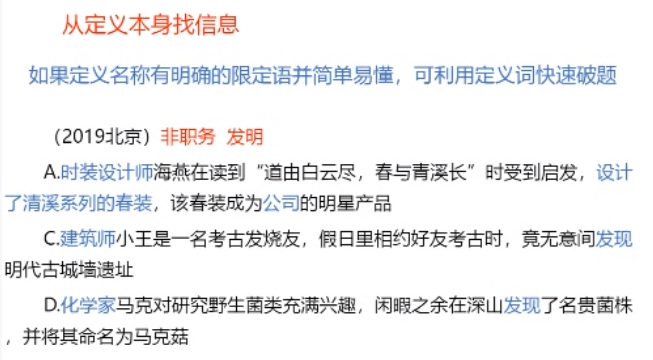 从定义本身找信息
如果定义名称有明确的限定语并简单易懂，可利用定义词快速破题
（2019北京）非职务 发明
A.时装设计师海燕在读到“道由白云尽，春与青溪长”时受到启发，设计
了清溪系列的春装，该春装成为公司的明星产品
C.建筑师小王是一名考古发烧友，假日里相约好友考古时，竟无意间发现
明代古城墙遗址
D.化学家马克对研究野生菌类充满兴趣，闲暇之余在深山发现了名贵菌株
，并将其命名为马克菇